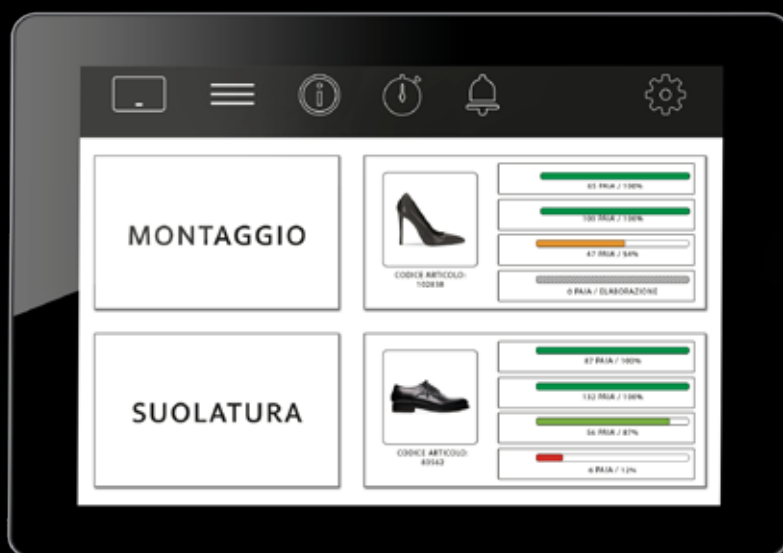 MONTAGGIO
CODICE ARTICOLO:
102838
65 PAIA / 100%
100 PAIA / 100%
47 PAIA / 54%
0 PAIA / ELABORAZIONE
SUOLATURA
CODICE ARTICOLO:
40562
87 PAIA / 100%
132 PAIA / 100%
56 PAIA / 87%
6 PAIA / 12%